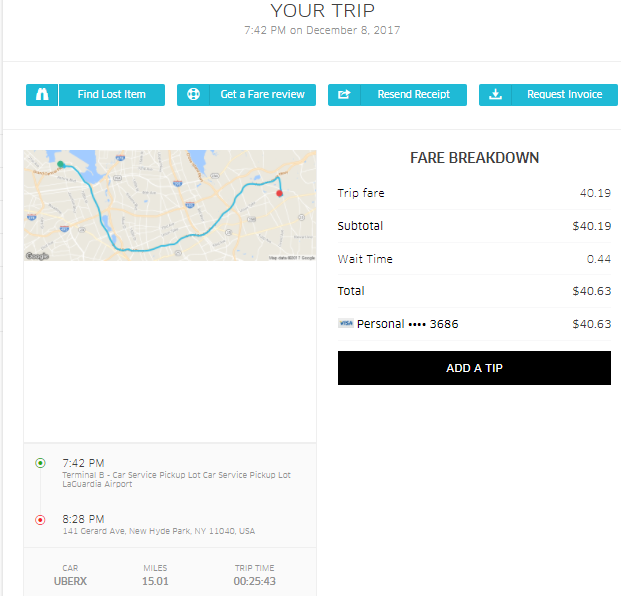 YOUR TRIP
7:42 PM on December 8, 2017
Find Lost Item
Get a Fare review
Resend Receipt
Request Invoice
Google
Map data ©2017 Google
FARE BREAKDOWN
Trip fare 40.19
Subtotal $40.19
Wait Time 0.44
Total $40.63
VISA Personal •••• 3686 $40.63
ADD A TIP
7:42 PM
Terminal B - Car Service Pickup Lot Car Service Pickup Lot
LaGuardia Airport
8:28 PM
141 Gerard Ave, New Hyde Park, NY 11040, USA
CAR MILES TRIP TIME
UBERX 15.01 00:25:43